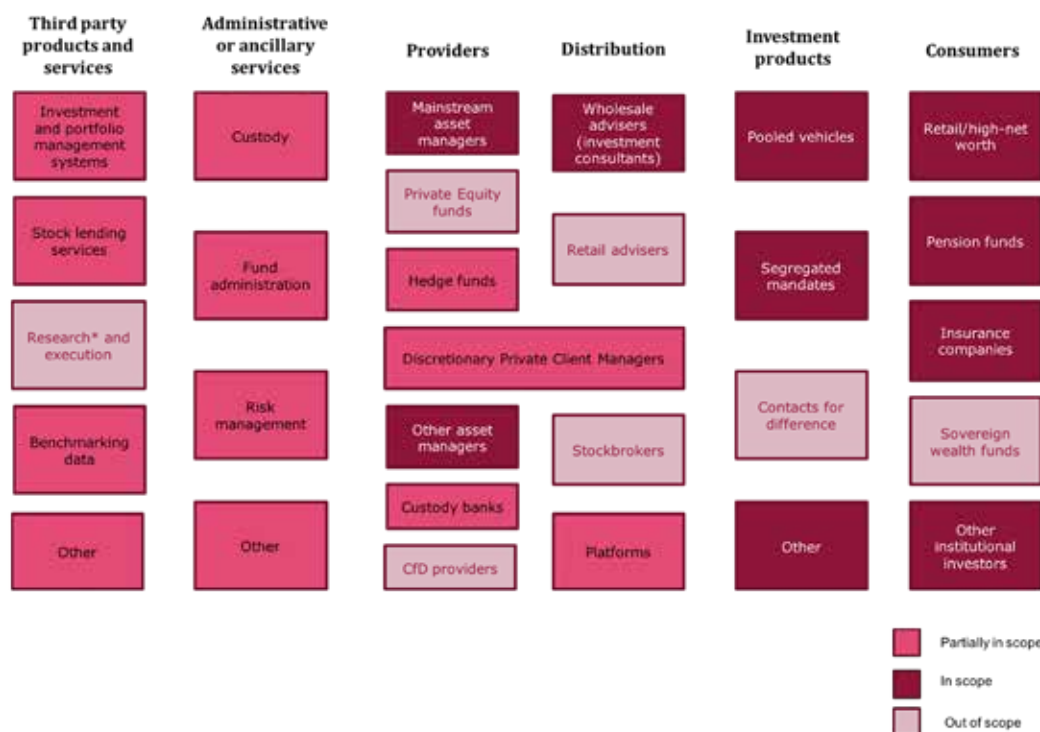 Third party
products and
services
Administrative
or ancillary
services
Providers
Distribution
Investment
products
Consumers
Investment
and portfolio
management
systems
Stock lending
services
Research* and
execution
Benchmarking
data
Other
Custody
Fund
administration
Risk
management
Other
Mainstream
asset
managers
Private Equity
funds
Hedge funds
Discretionary Private Client Managers
Other asset
managers
Custody banks
CfD providers
Wholesale
advisers
(investment
consultants)
Retail advisers
Stockbrokers
Platforms
Pooled vehicles
Segregated
mandates
Contacts for
difference
Other
Retail/high-net
worth
Pension funds
Insurance
companies
Sovereign
wealth funds
Other
institutional
investors
Partially in scope
In scope
Out of scope